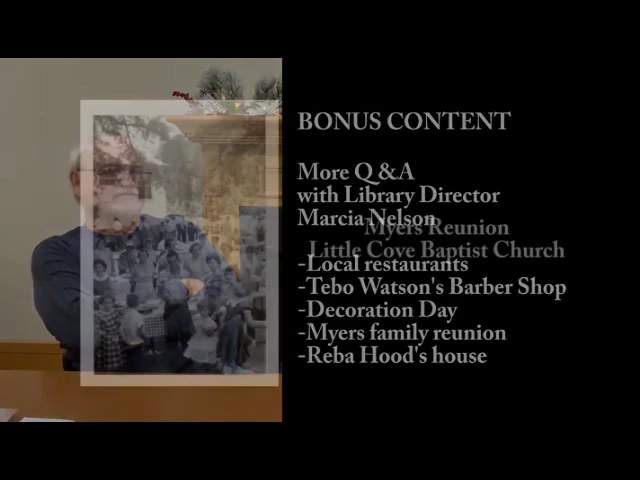 BONUS CONTENT
More Q &A
with Library Director
Marcia Nelson
Myers Reunion
Little Cove Baptist Church
-Local restaurants
-Tebo Watson's Barber Shop
-Decoration Day
-Myers family reunion
-Reba Hood's house